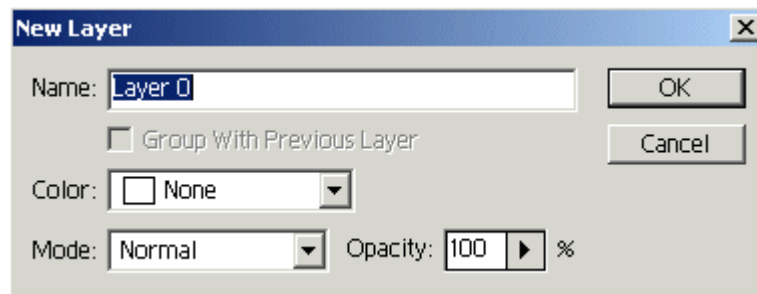 New Layer
Name: Layer 0
OK
Group With Previous Layer
Cancel
Color: None
Mode: Normal Opacity: 100 %